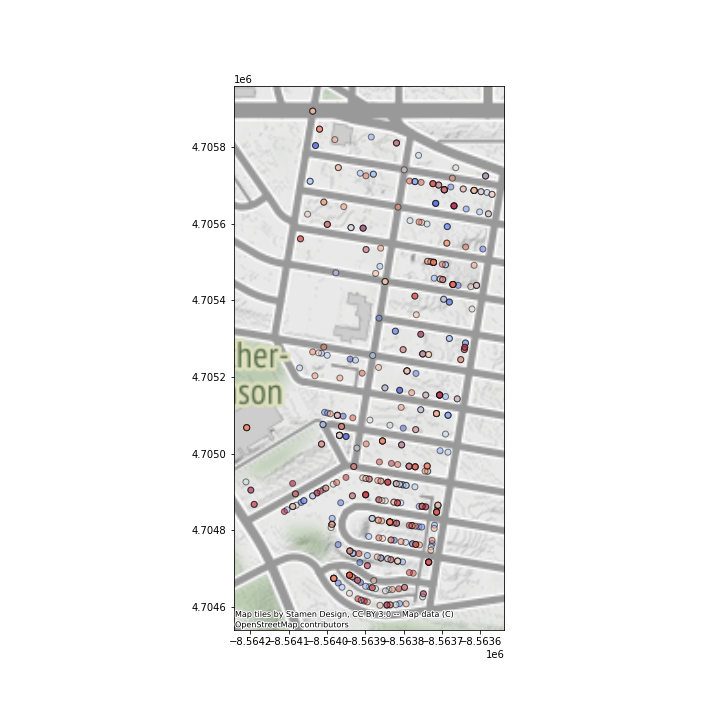 1e6
4.7058
4.7056
4.7054
her-
4.7052
son
4.7050
4.7048
4.7046
Map tiles by Stamen Design, CC BY 3.0 -- Map data (C)
OpenStreetMap contributors
−8.5642−8.5641−8.5640−8.5639−8.5638−8.5637−8.5636
1e6